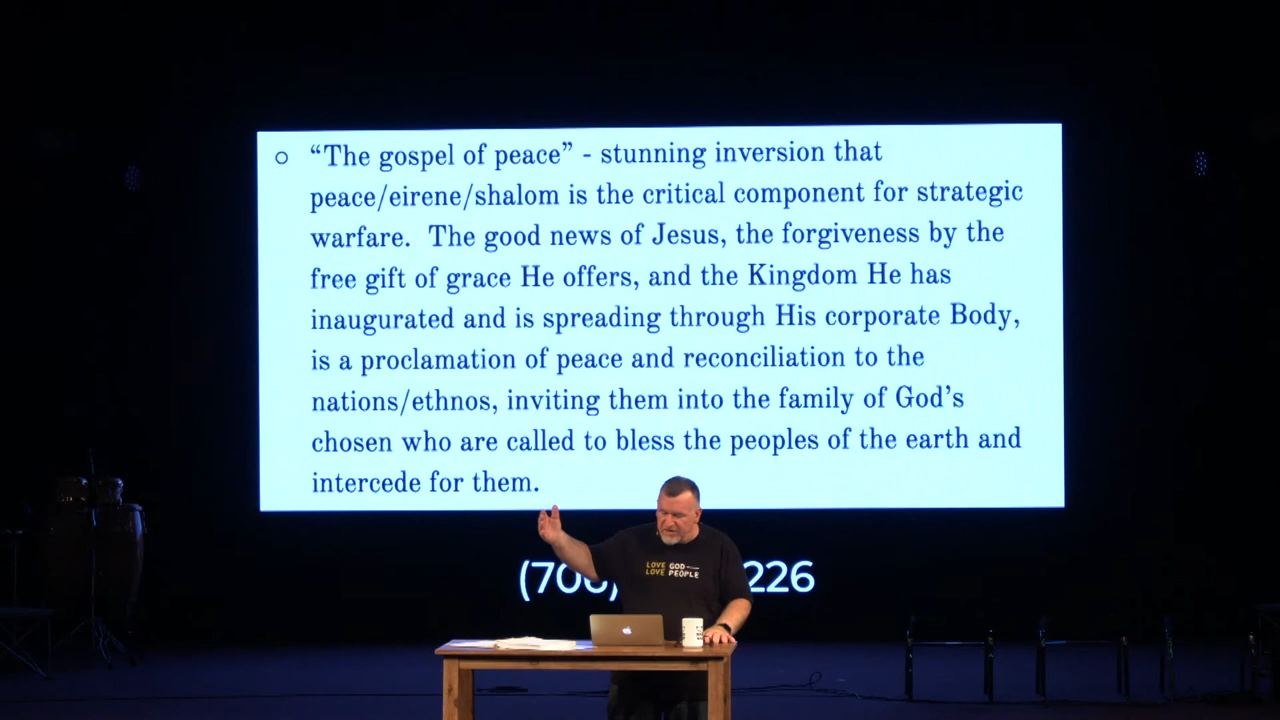 ○ “The gospel of peace” - stunning inversion that
peace/eirene/shalom is the critical component for strategic
warfare.  The good news of Jesus, the forgiveness by the
free gift of grace He offers, and the Kingdom He has
inaugurated and is spreading through His corporate Body,
is a proclamation of peace and reconciliation to the
nations/ethnos, inviting them into the family of God’s
chosen who are called to bless the peoples of the earth and
intercede for them.
LOVE GOD
LOVE PEOPLE
226